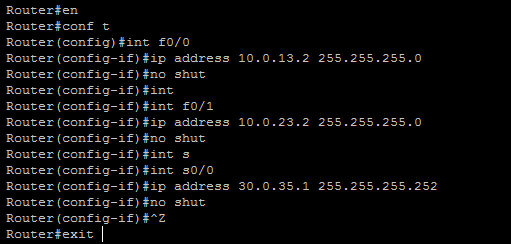 Router#en
Router#conf t
Router(config)#int f0/0
Router(config-if)#ip address 10.0.13.2 255.255.255.0
Router(config-if)#no shut
Router(config-if)#int
Router(config-if)#int f0/1
Router(config-if)#ip address 10.0.23.2 255.255.255.0
Router(config-if)#no shut
Router(config-if)#int s
Router(config-if)#int s0/0
Router(config-if)#ip address 30.0.35.1 255.255.255.252
Router(config-if)#no shut
Router(config-if)#^Z
Router#exit